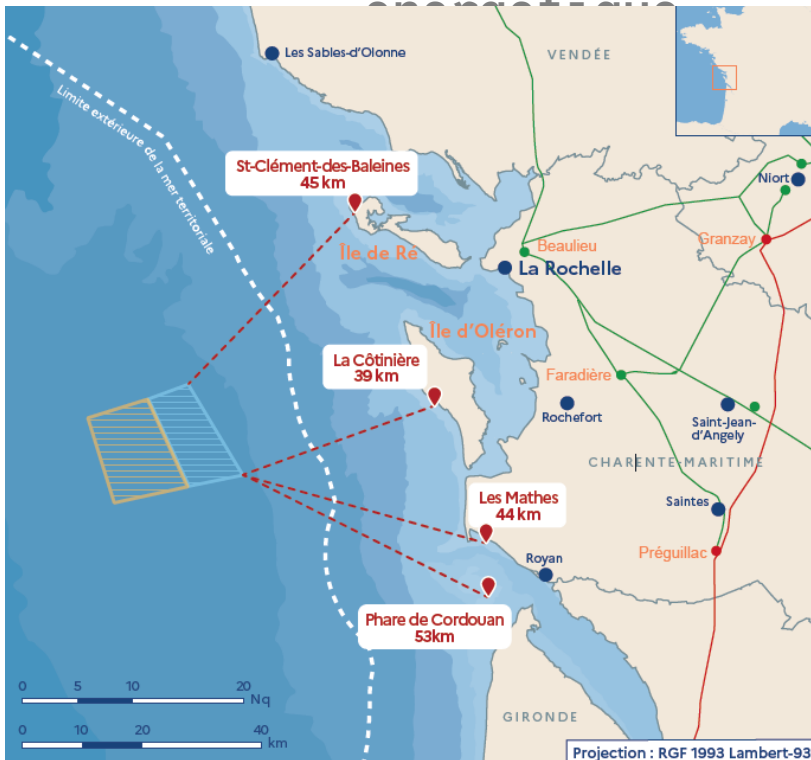 énergétique
Les Sables-d'Olonne
VENDÉE
Limite extérieure de la mer territoriale
St-Clément-des-Baleines
45 km
Niort
Île de Ré
Beaulieu
Granzay
La Rochelle
Île d'Oléron
La Côtinière
39 km
Faradière
Rochefort
Saint-Jean-
d'Angely
CHARENTE-MARITIME
Les Mathes
44 km
Saintes
Royan
Préguillac
Phare de Cordouan
53km
0 5 10 20
Nq
0 10 20 40
km
GIRONDE
Projection : RGF 1993 Lambert-93